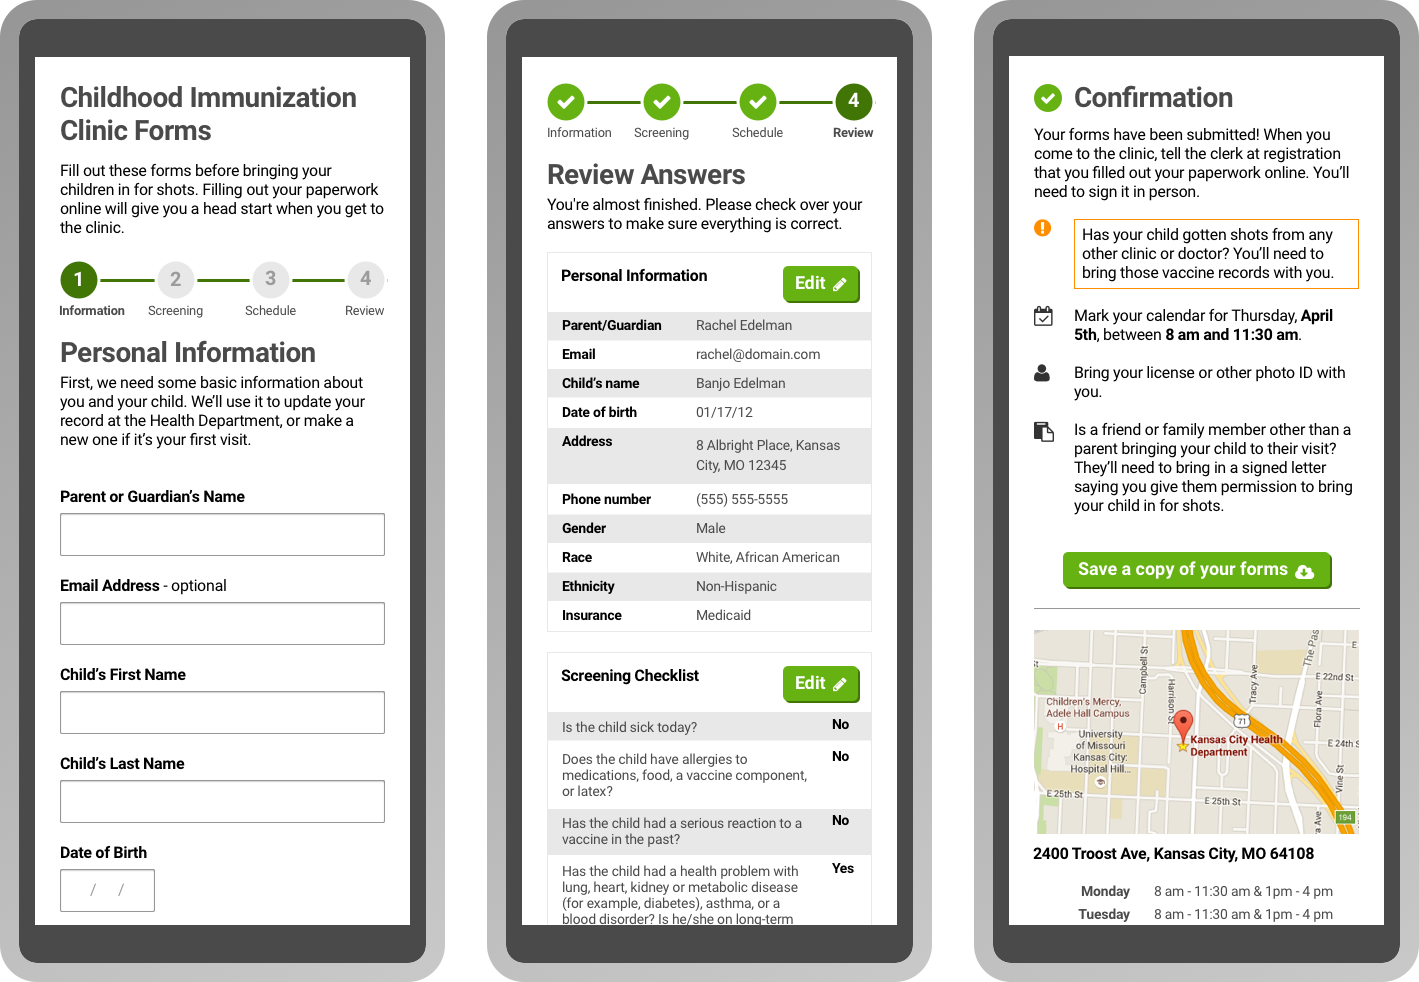 Childhood Immunization
Clinic Forms
Fill out these forms before bringing your
children in for shots. Filling out your paperwork
online will give you a head start when you get to
the clinic.
1 2 3 4
Information Screening Schedule Review
Personal Information
First, we need some basic information about
you and your child. We'll use it to update your
record at the Health Department, or make a
new one if it's your first visit.
Parent or Guardian's Name
Email Address - optional
Child's First Name
Child's Last Name
Date of Birth
/ /
4
Information Screening Schedule Review
Review Answers
You're almost finished. Please check over your
answers to make sure everything is correct.
Personal Information Edit
Parent/Guardian Rachel Edelman
Email rachel@domain.com
Child's name Banjo Edelman
Date of birth 01/17/12
Address 8 Albright Place, Kansas
City, MO 12345
Phone number (555) 555-5555
Gender Male
Race White, African American
Ethnicity Non-Hispanic
Insurance Medicaid
Screening Checklist Edit
Is the child sick today? No
Does the child have allergies to No
medications, food, a vaccine component,
or latex?
Has the child had a serious reaction to a No
vaccine in the past?
Has the child had a health problem with Yes
lung, heart, kidney or metabolic disease
(for example, diabetes), asthma, or a
blood disorder? Is he/she on long-term
Confirmation
Your forms have been submitted! When you
come to the clinic, tell the clerk at registration
that you filled out your paperwork online. You'll
need to sign it in person.
Has your child gotten shots from any
other clinic or doctor? You'll need to
bring those vaccine records with you.
Mark your calendar for Thursday, April
5th, between 8 am and 11:30 am.
Bring your license or other photo ID with
you.
Is a friend or family member other than a
parent bringing your child to their visit?
They'll need to bring in a signed letter
saying you give them permission to bring
your child in for shots.
Save a copy of your forms
Campbell St
Harrison St
Tracy Ave
The Pas
E
E 22nd St
Flora Ave
Children's Mercy,
Adele Hall Campus
H
71
University
of Missouri
Kansas City:
Hospital Hill...
Kansas City Health
Department
E 24th S
Vine St
E 25th St
E 25th St
194
a Ave
2400 Troost Ave, Kansas City, MO 64108
Monday 8 am - 11:30 am & 1pm - 4 pm
Tuesday 8 am - 11:30 am & 1pm - 4 pm